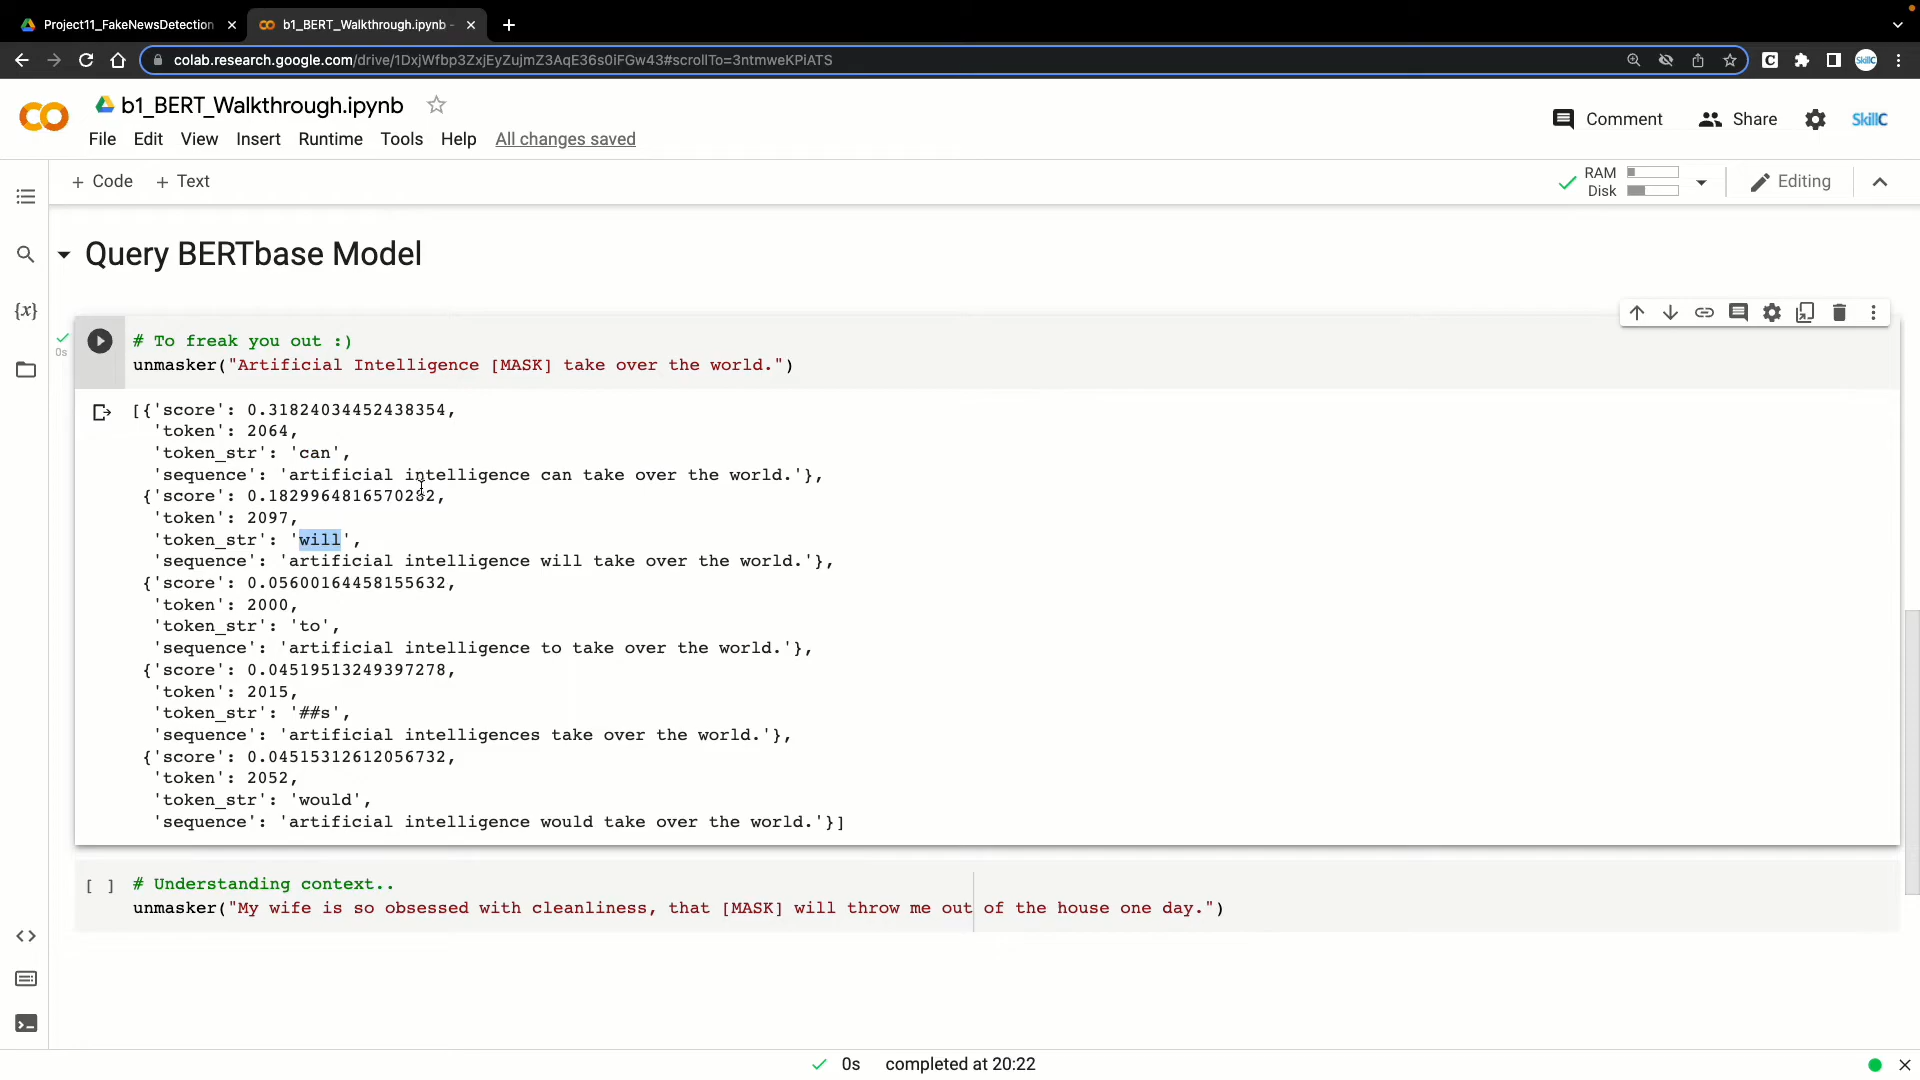 Project11_FakeNewsDetection
b1_BERT_Walkthrough.ipynb -
colab.research.google.com/drive/1DxjWfbp3ZxjEyZujmZ3AqE36s0iFGw43#scrollTo=3ntmweKPiATS
b1_BERT_Walkthrough.ipynb
File Edit View Insert Runtime Tools Help All changes saved
Comment Share SkillC
+ Code + Text
RAM
Disk
Editing
Query BERTbase Model
0s
# To freak you out :)
unmasker("Artificial Intelligence [MASK] take over the world.")
[{'score': 0.31824034452438354,
'token': 2064,
'token_str': 'can',
'sequence': 'artificial intelligence can take over the world.'},
{'score': 0.1829964816570282,
'token': 2097,
'token_str': 'will',
'sequence': 'artificial intelligence will take over the world.'},
{'score': 0.05600164458155632,
'token': 2000,
'token_str': 'to',
'sequence': 'artificial intelligence to take over the world.'},
{'score': 0.04519513249397278,
'token': 2015,
'token_str': '##s',
'sequence': 'artificial intelligences take over the world.'},
{'score': 0.04515312612056732,
'token': 2052,
'token_str': 'would',
'sequence': 'artificial intelligence would take over the world.'}]
[ ] # Understanding context..
unmasker("My wife is so obsessed with cleanliness, that [MASK] will throw me out of the house one day.")
0s completed at 20:22